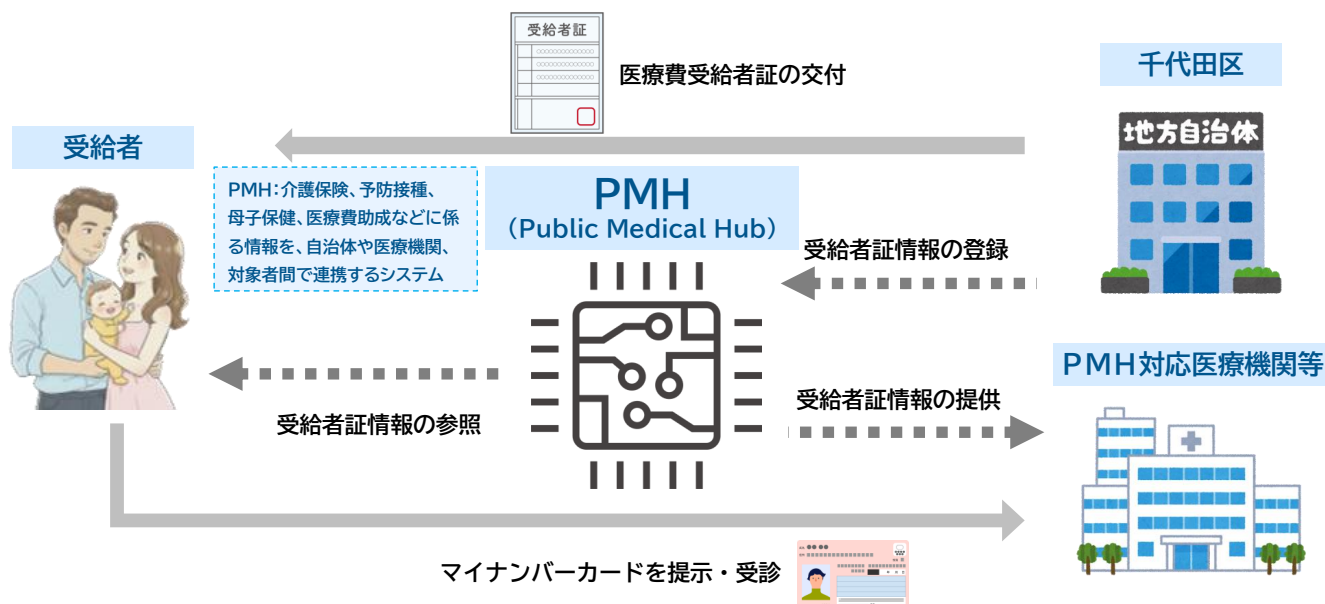 受給者証
医療費受給者証の交付
千代田区
地方自治体
受給者
PMH:介護保険、予防接種、
母子保健、医療費助成などに係
る情報を、自治体や医療機関、
対象者間で連携するシステム
PMH
(Public Medical Hub)
受給者証情報の登録
PMH対応医療機関等
受給者証情報の提供
受給者証情報の参照
マイナンバーカードを提示・受診